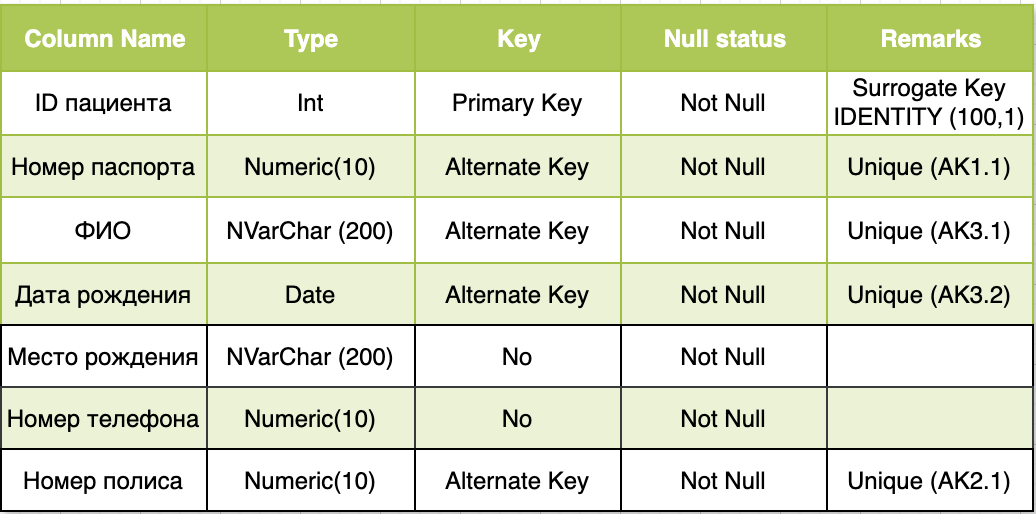 Column Name Type Key Null status Remarks
ID пациента Int Primary Key Not Null Surrogate Key
IDENTITY (100,1)
Номер паспорта Numeric(10) Alternate Key Not Null Unique (AK1.1)
ФИО NVarChar (200) Alternate Key Not Null Unique (AK3.1)
Дата рождения Date Alternate Key Not Null Unique (AK3.2)
Место рождения NVarChar (200) No Not Null
Номер телефона Numeric(10) No Not Null
Номер полиса Numeric(10) Alternate Key Not Null Unique (AK2.1)